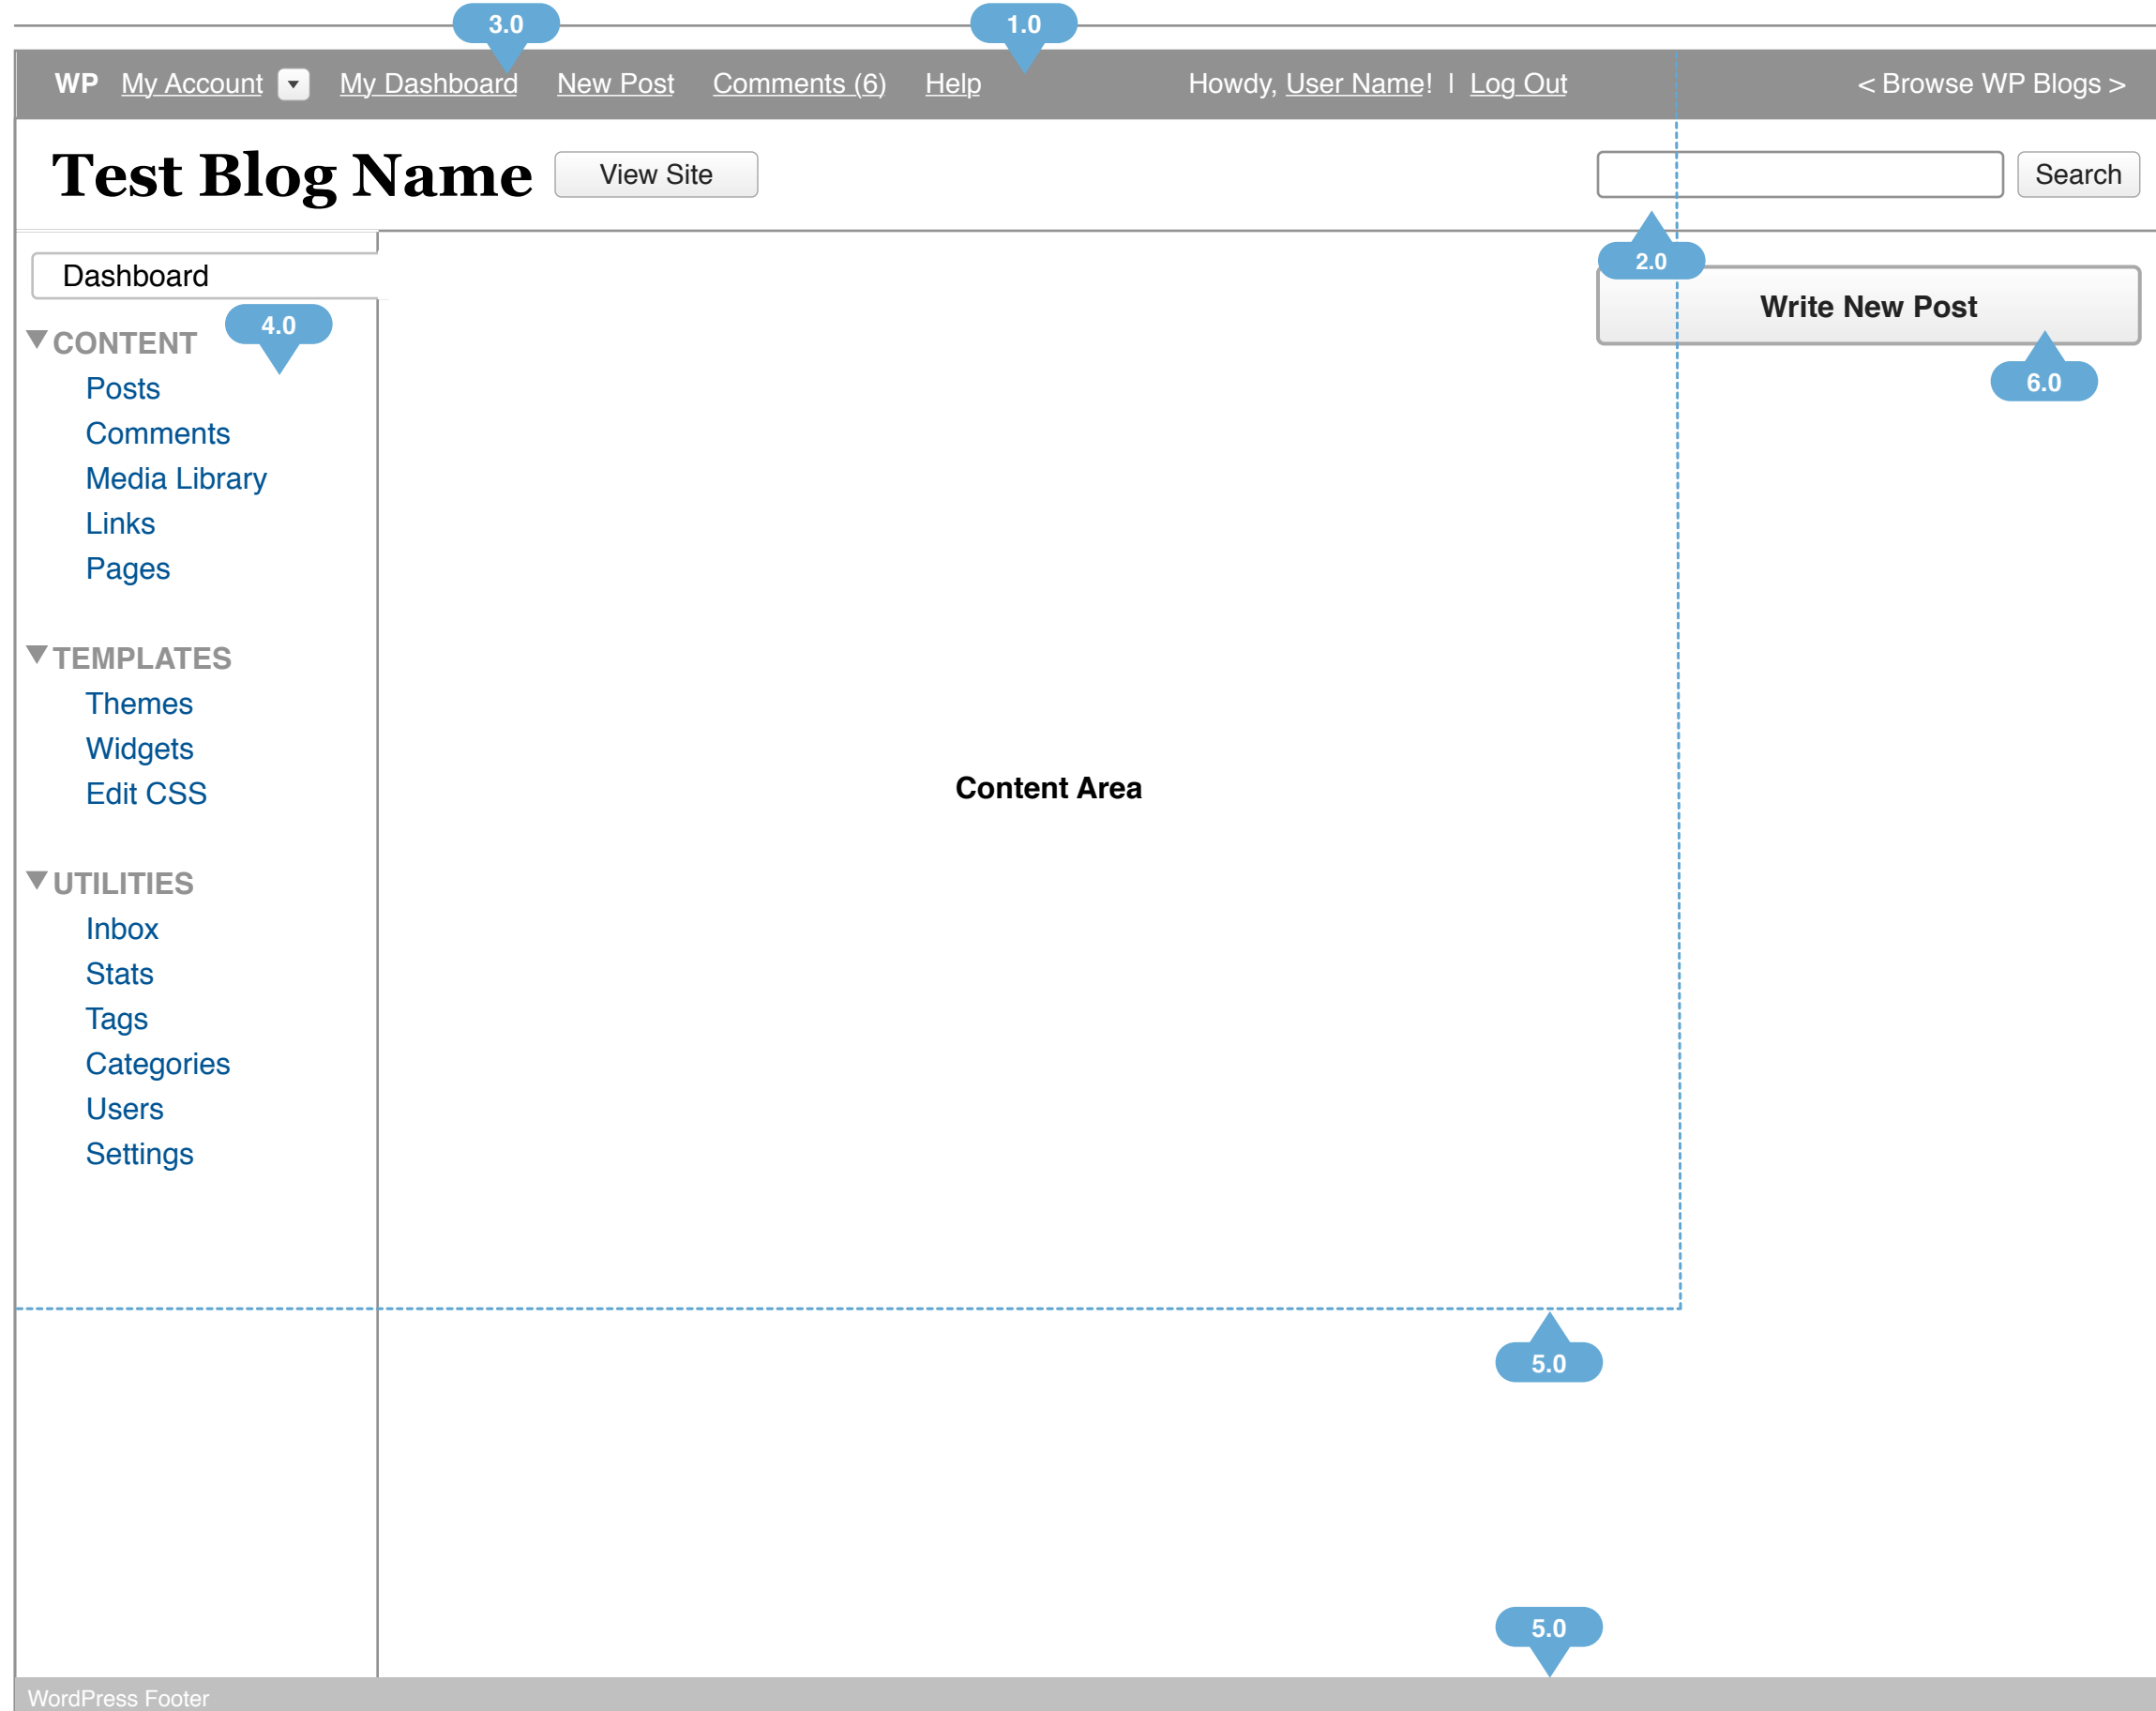 3.0 1.0
WP My Account My Dashboard New Post Comments (6) Help Howdy, User Name! | Log Out < Browse WP Blogs >
Test Blog Name View Site Search
2.0
Dashboard
Write New Post
4.0
CONTENT
6.0
Posts
Comments
Media Library
Links
Pages
TEMPLATES
Themes
Widgets
Edit CSS
Content Area
UTILITIES
Inbox
Stats
Tags
Categories
Users
Settings
5.0
5.0
WordPress Footer